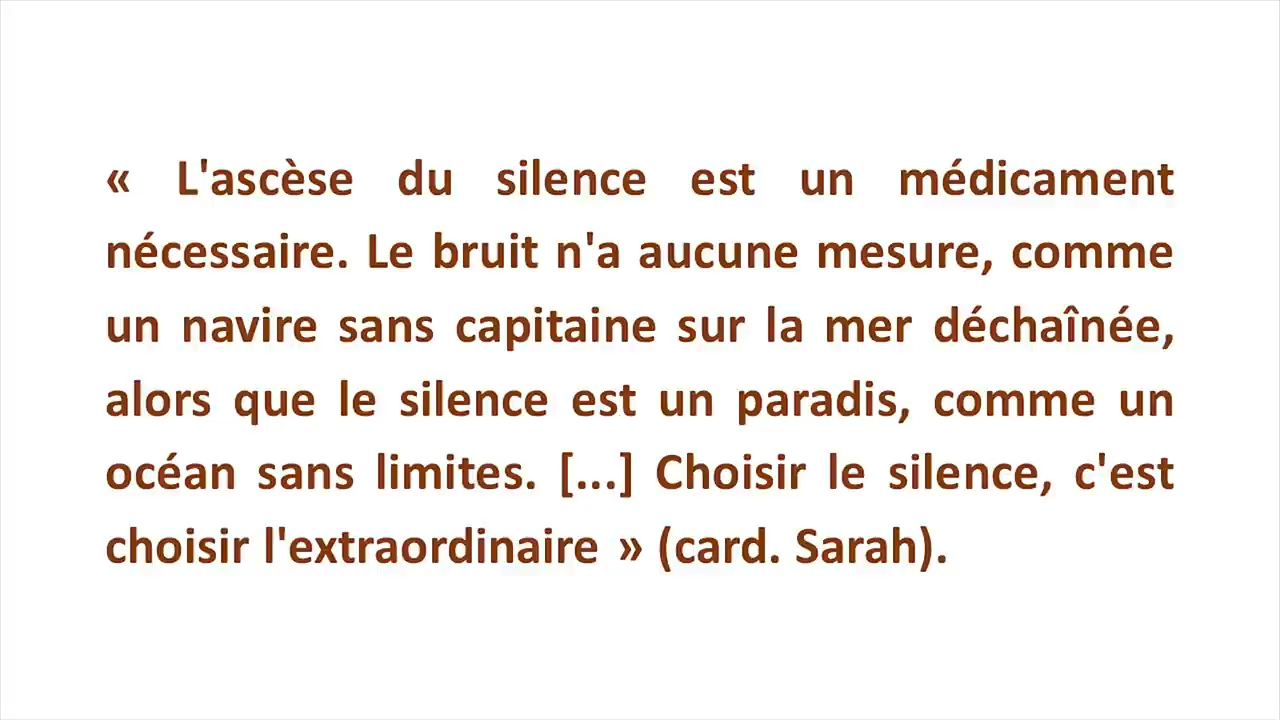 « L'ascèse du silence est un médicament
nécessaire. Le bruit n'a aucune mesure, comme
un navire sans capitaine sur la mer déchaînée,
alors que le silence est un paradis, comme un
océan sans limites. [...] Choisir le silence, c'est
choisir l'extraordinaire » (card. Sarah).